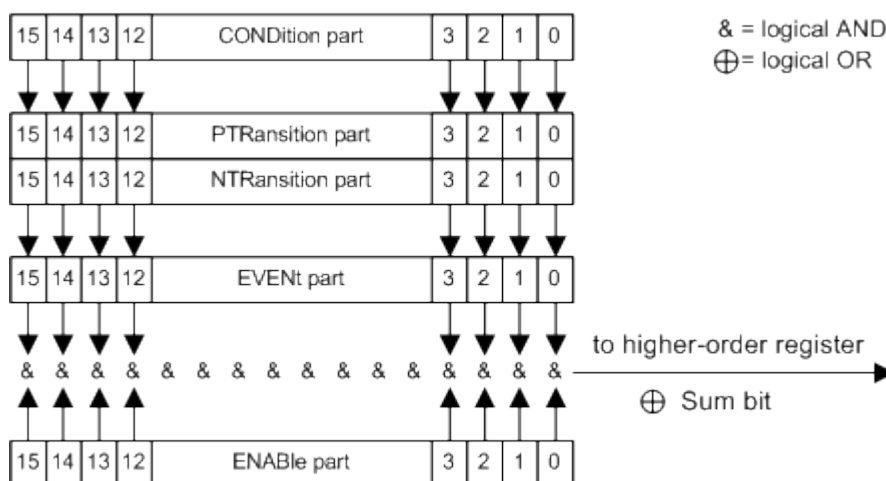 15 14 13 12 CONDition part 3 2 1 0
& = logical AND
⊕ = logical OR
15 14 13 12 PTRansition part 3 2 1 0
15 14 13 12 NTRansition part 3 2 1 0
15 14 13 12 EVENt part 3 2 1 0
to higher-order register
& & & & & & & & & & & & & & & &
⊕ Sum bit
15 14 13 12 ENABle part 3 2 1 0